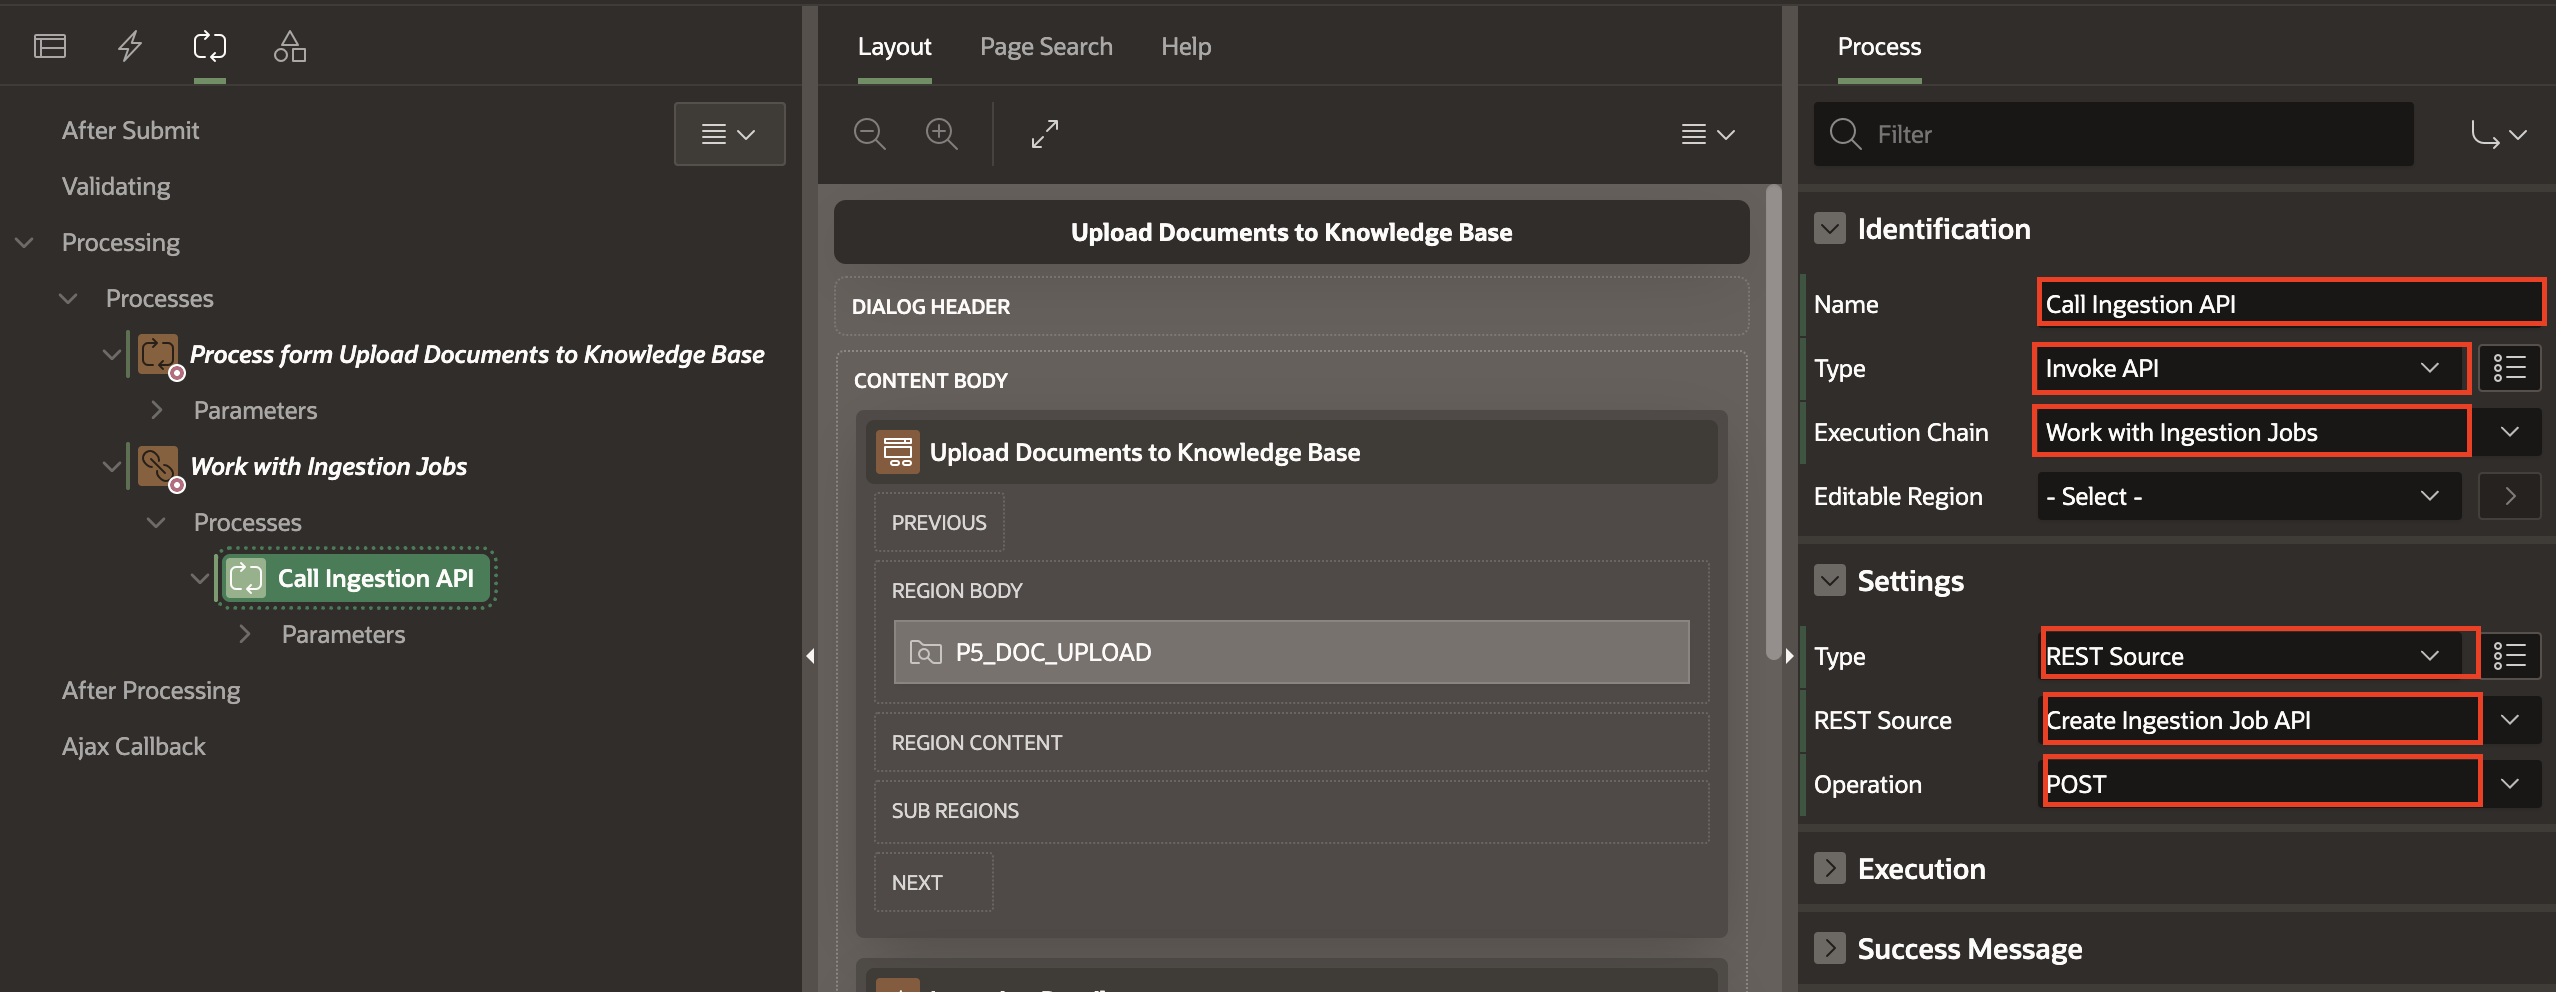 After Submit
Validating
Processing
Processes
Process form Upload Documents to Knowledge Base
Parameters
Work with Ingestion Jobs
Processes
Call Ingestion API
Parameters
After Processing
Ajax Callback
Layout
Page Search
Help
Upload Documents to Knowledge Base
DIALOG HEADER
CONTENT BODY
Upload Documents to Knowledge Base
PREVIOUS
REGION BODY
P5_DOC_UPLOAD
REGION CONTENT
SUB REGIONS
NEXT
Process
Filter
Identification
Name
Call Ingestion API
Type
Invoke API
Execution Chain
Work with Ingestion Jobs
Editable Region
- Select -
Settings
Type
REST Source
REST Source
Create Ingestion Job API
Operation
POST
Execution
Success Message